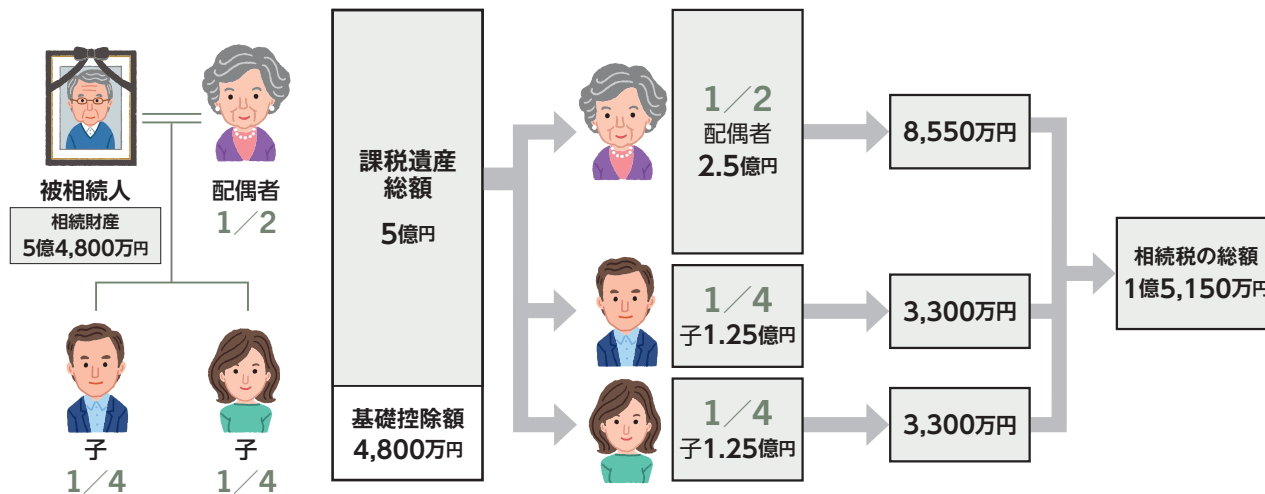 被相続人
相続財産
5億4,800万円
配偶者
1/2
子
1/4
子
1/4
課税遺産
総額
5億円
基礎控除額
4,800万円
1/2
配偶者
2.5億円
1/4
子1.25億円
1/4
子1.25億円
8,550万円
3,300万円
3,300万円
相続税の総額
1億5,150万円